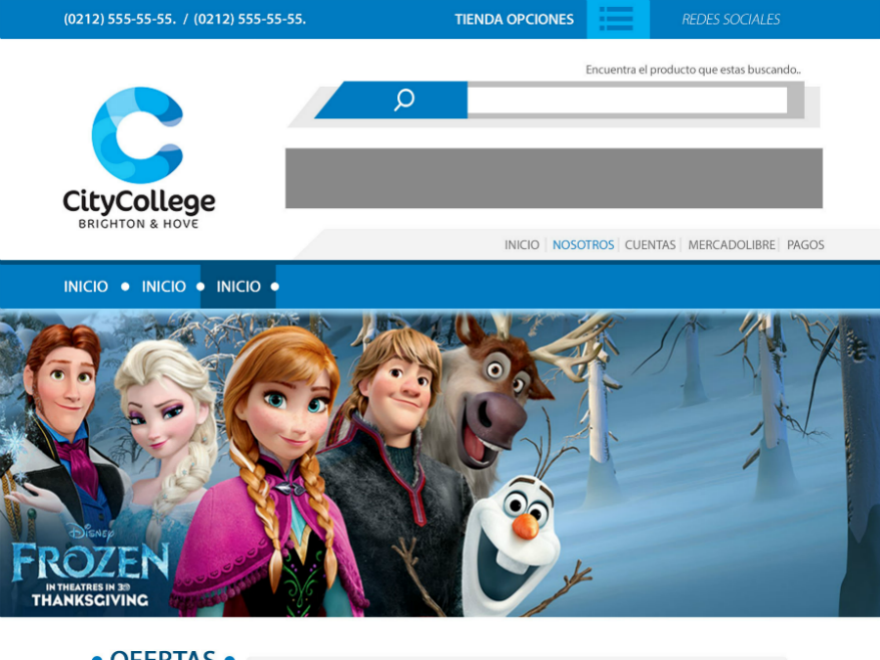 (0212) 555-55-55. / (0212) 555-55-55.
TIENDA OPCIONES
REDES SOCIALES
Encuentra el producto que estas buscando..
CityCollege
BRIGHTON & HOVE
INICIO NOSOTROS CUENTAS MERCADOLIBRE PAGOS
INICIO INICIO INICIO
Disney
FROZEN
IN THEATRES IN 3D
THANKSGIVING
OFERTAS